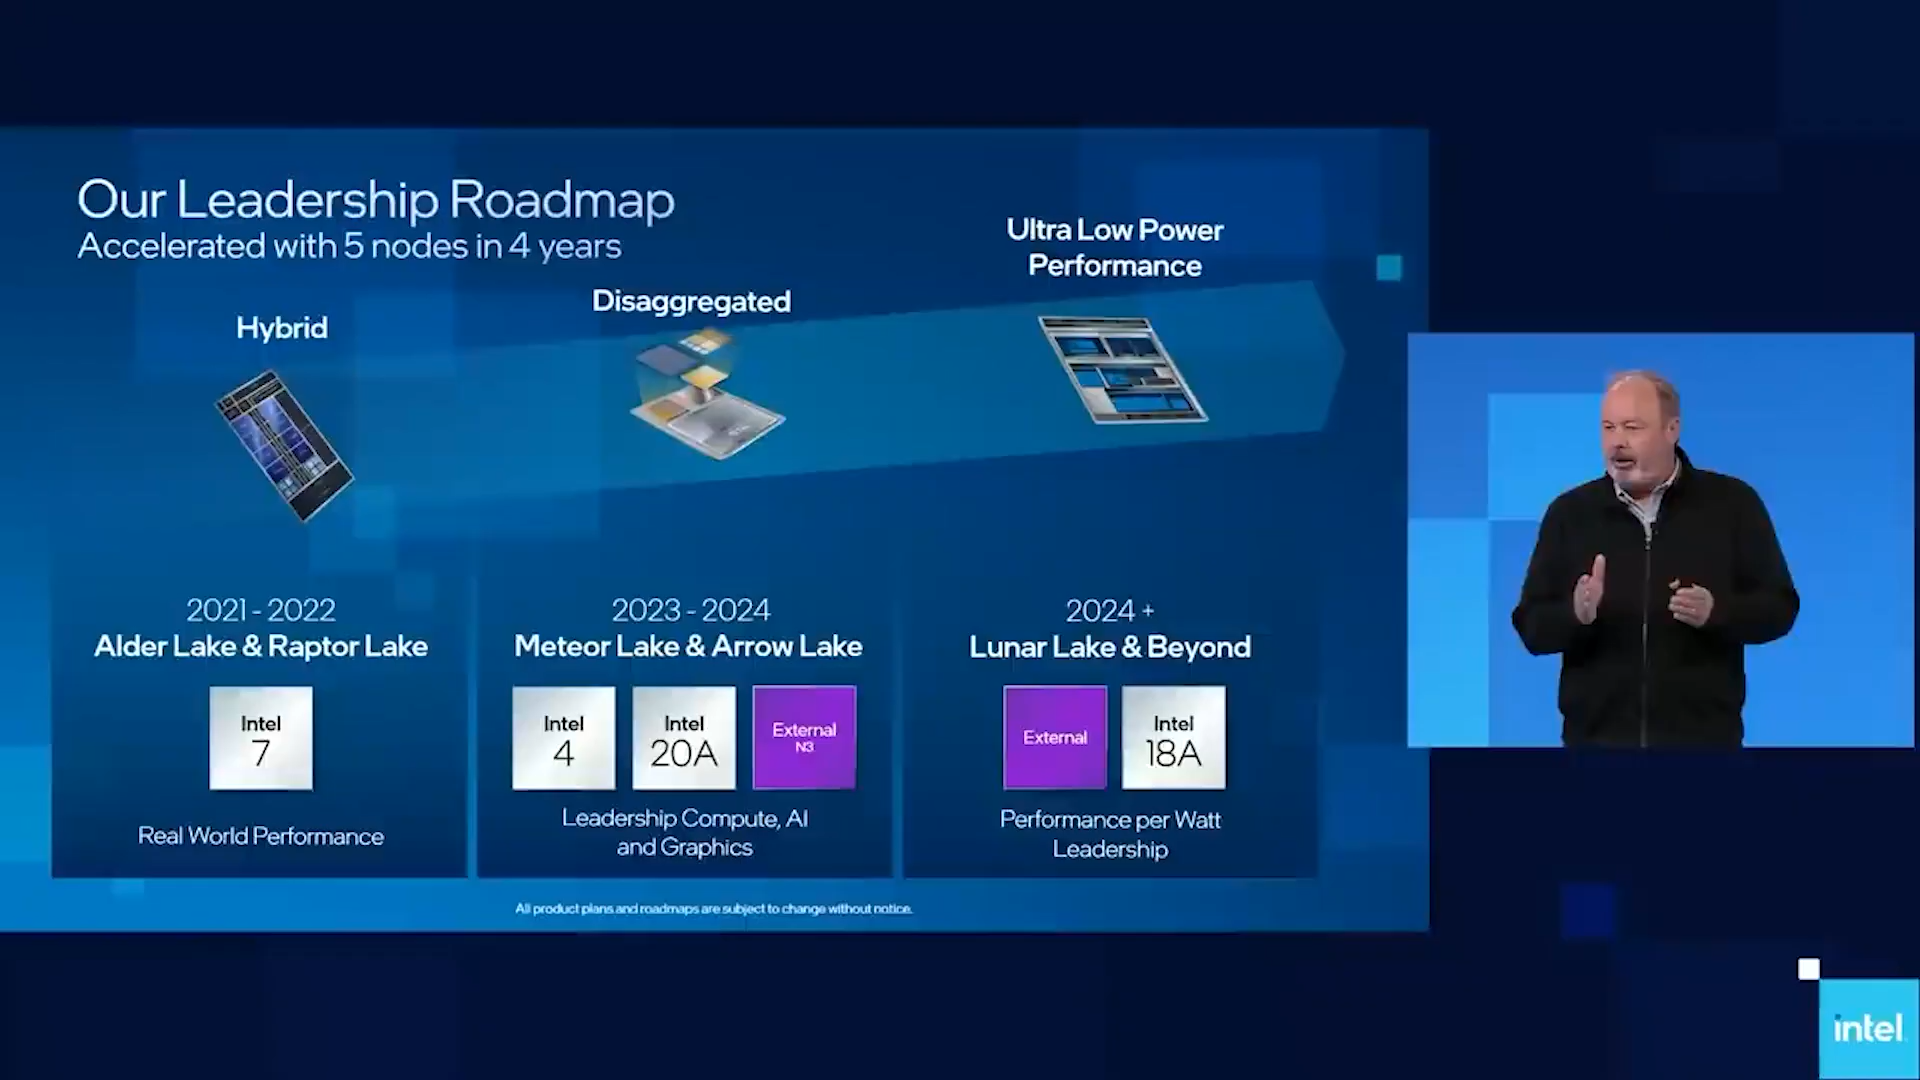 Our Leadership Roadmap
Accelerated with 5 nodes in 4 years
Hybrid
Disaggregated
Ultra Low Power
Performance
2021 - 2022
Alder Lake & Raptor Lake
Intel
7
Real World Performance
2023 - 2024
Meteor Lake & Arrow Lake
Intel
4
Intel
20A
External
N3
Leadership Compute, AI
and Graphics
2024 +
Lunar Lake & Beyond
External
Intel
18A
Performance per Watt
Leadership
All product plans and roadmaps are subject to change without notice.
intel